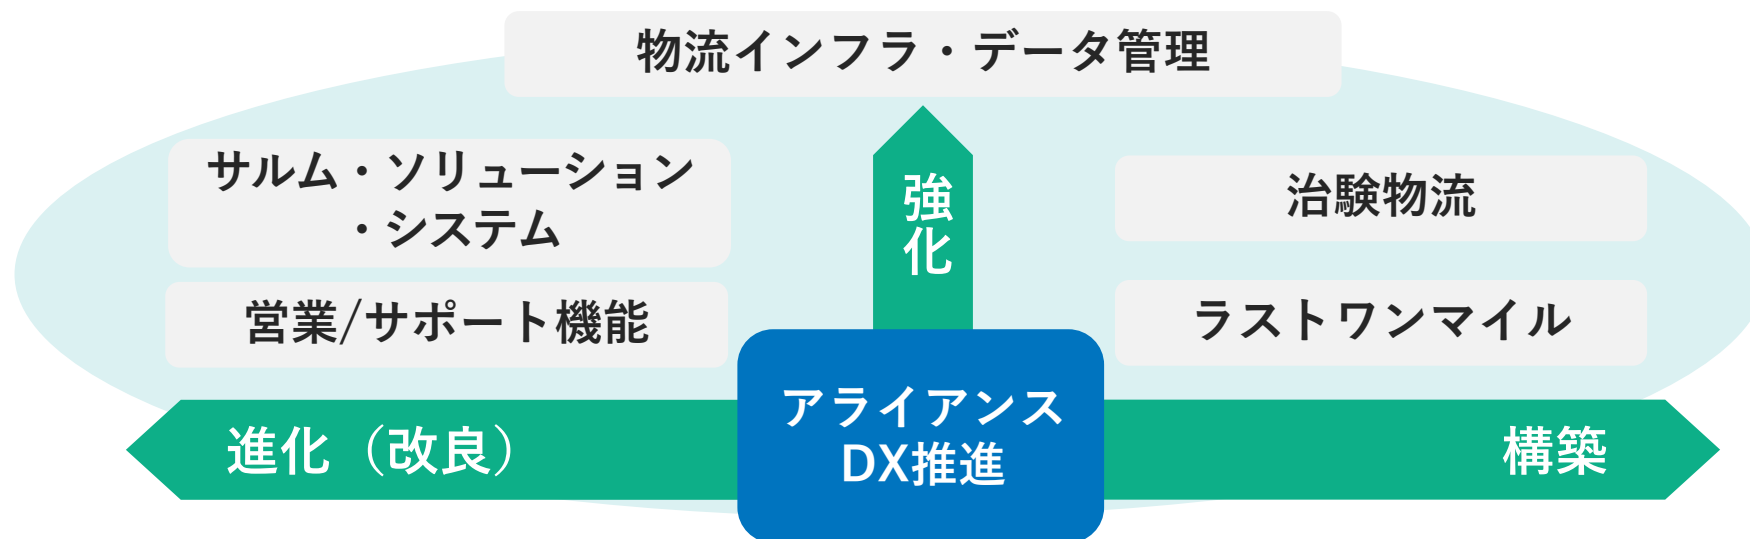 物流インフラ・データ管理
サルム・ソリューション
・システム
営業/サポート機能
強化
治験物流
ラストワンマイル
進化（改良）
アライアンス
DX推進
構築